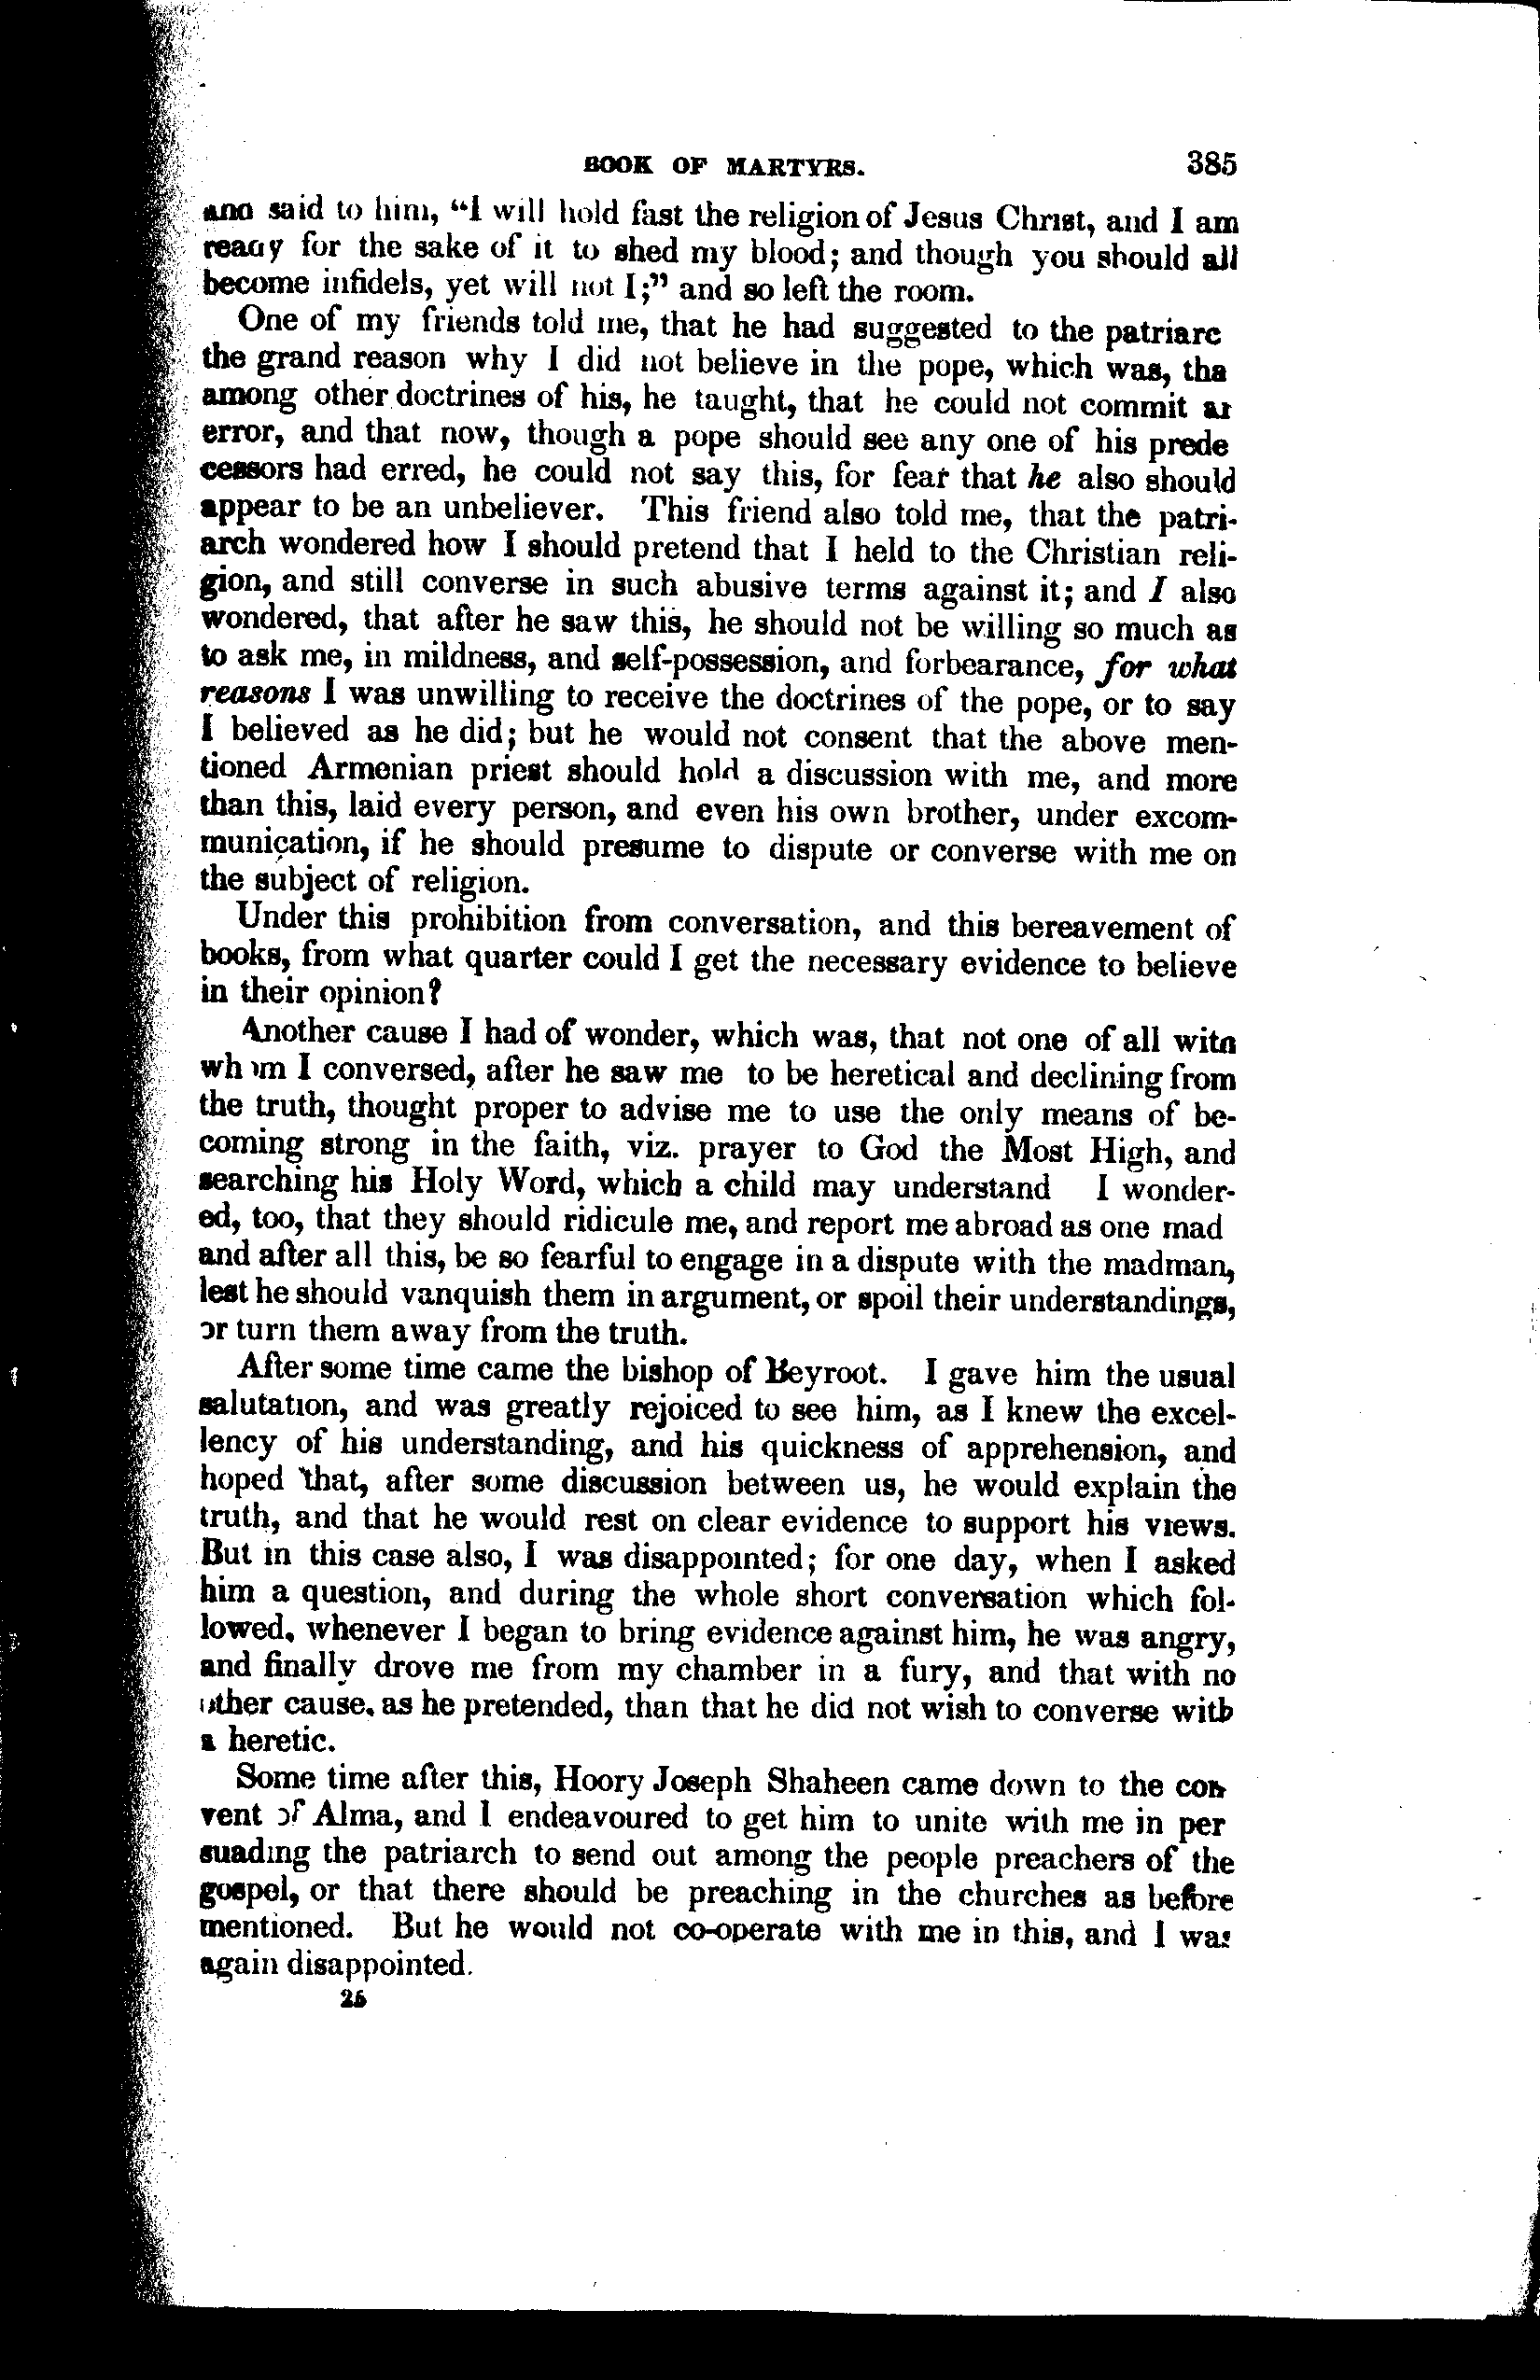 BOOK OF MARTYRS. 385
and said to him, “I will hold fast the religion of Jesus Christ, and I am
ready for the sake of it to shed my blood; and though you should all
become infidels, yet will not I;” and so left the room.
One of my friends told me, that he had suggested to the patriarc
the grand reason why I did not believe in the pope, which was, tha
among other doctrines of his, he taught, that he could not commit an
error, and that now, though a pope should see any one of his prede
cessors had erred, he could not say this, for fear that he also should
appear to be an unbeliever. This friend also told me, that the patri-
arch wondered how I should pretend that I held to the Christian reli-
gion, and still converse in such abusive terms against it; and I also
wondered, that after he saw this, he should not be willing so much as
to ask me, in mildness, and self-possession, and forbearance, for what
reasons I was unwilling to receive the doctrines of the pope, or to say
I believed as he did; but he would not consent that the above men-
tioned Armenian priest should hold a discussion with me, and more
than this, laid every person, and even his own brother, under excom-
munication, if he should presume to dispute or converse with me on
the subject of religion.
Under this prohibition from conversation, and this bereavement of
books, from what quarter could I get the necessary evidence to believe
in their opinion?
Another cause I had of wonder, which was, that not one of all with
whom I conversed, after he saw me to be heretical and declining from
the truth, thought proper to advise me to use the only means of be-
coming strong in the faith, viz. prayer to God the Most High, and
searching his Holy Word, which a child may understand I wonder-
ed, too, that they should ridicule me, and report me abroad as one mad
and after all this, be so fearful to engage in a dispute with the madman,
lest he should vanquish them in argument, or spoil their understandings,
or turn them away from the truth.
After some time came the bishop of Beyroot. I gave him the usual
salutation, and was greatly rejoiced to see him, as I knew the excel-
lency of his understanding, and his quickness of apprehension, and
hoped that, after some discussion between us, he would explain the
truth, and that he would rest on clear evidence to support his views.
But in this case also, I was disappointed; for one day, when I asked
him a question, and during the whole short conversation which fol-
lowed, whenever I began to bring evidence against him, he was angry,
and finally drove me from my chamber in a fury, and that with no
other cause, as he pretended, than that he did not wish to converse with
a heretic.
Some time after this, Hoory Joseph Shaheen came down to the con
vent of Alma, and I endeavoured to get him to unite with me in per
suading the patriarch to send out among the people preachers of the
gospel, or that there should be preaching in the churches as before
mentioned. But he would not co-operate with me in this, and I was
again disappointed.
25